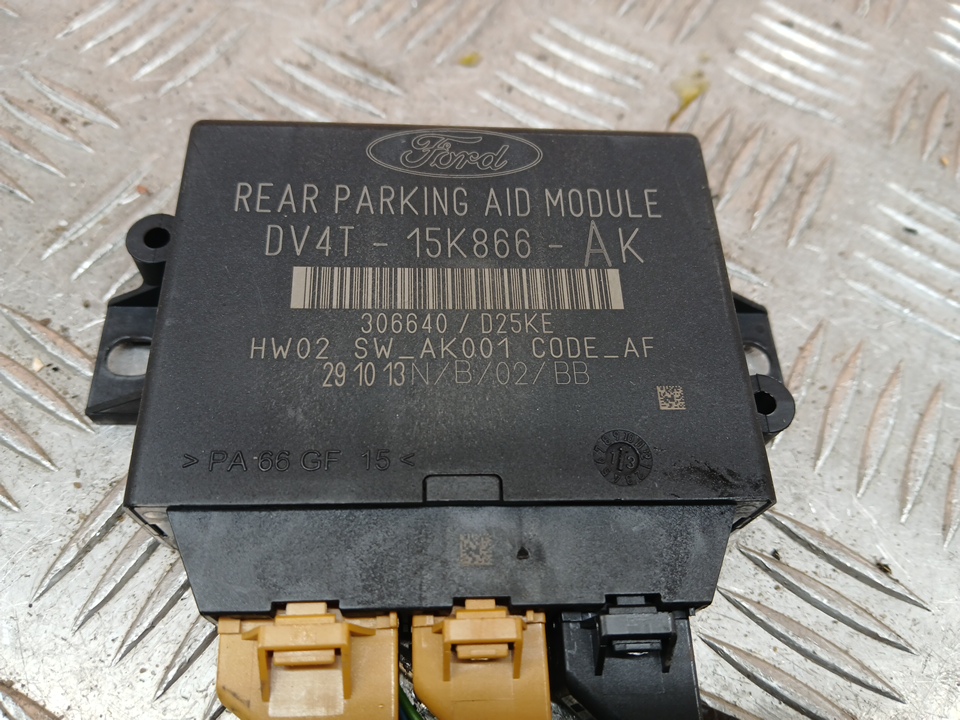 Ford
REAR PARKING AID MODULE
DV4T - 15K866 - AK
306640 / D25KE
HW02 SW_AK001 CODE_AF
29 10 13 N/B/02/BB
> PA 66 GF 15 <